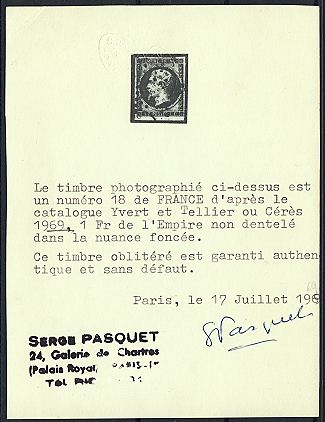 Le timbre photographié ci-dessus est
un numéro 18 de FRANCE d'après le
catalogue Yvert et Tellier ou Cérès
1969, 1 Fr de l'Empire non dentelé
dans la nuance foncée.
Ce timbre oblitéré est garanti authen
tique et sans défaut.
Paris, le 17 Juillet 196
SPasquet
SERGE PASQUET
24, Galerie de Chartres
(Palais Royal,